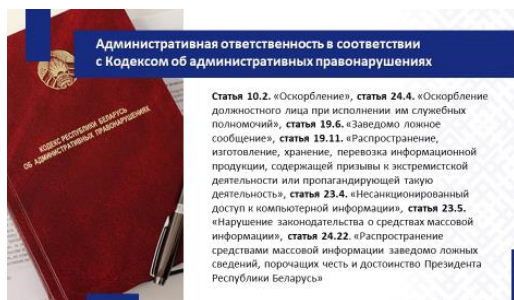 Административная ответственность в соответствии
с Кодексом об административных правонарушениях
Статья 10.2. «Оскорбление», статья 24.4. «Оскорбление
должностного лица при исполнении им служебных
полномочий», статья 19.6. «Заведомо ложное
сообщение», статья 19.11. «Распространение,
изготовление, хранение, перевозка информационной
продукции, содержащей призывы к экстремистской
деятельности или пропагандирующей такую
деятельность», статья 23.4. «Несанкционированный
доступ к компьютерной информации», статья 23.5.
«Нарушение законодательства о средствах массовой
информации», статья 24.22. «Распространение
средствами массовой информации заведомо ложных
сведений, порочащих честь и достоинство Президента
Республики Беларусь»
КОДЕКС РЕСПУБЛИКИ БЕЛАРУСЬ
ОБ АДМИНИСТРАТИВНЫХ ПРАВОНАРУШЕНИЯХ